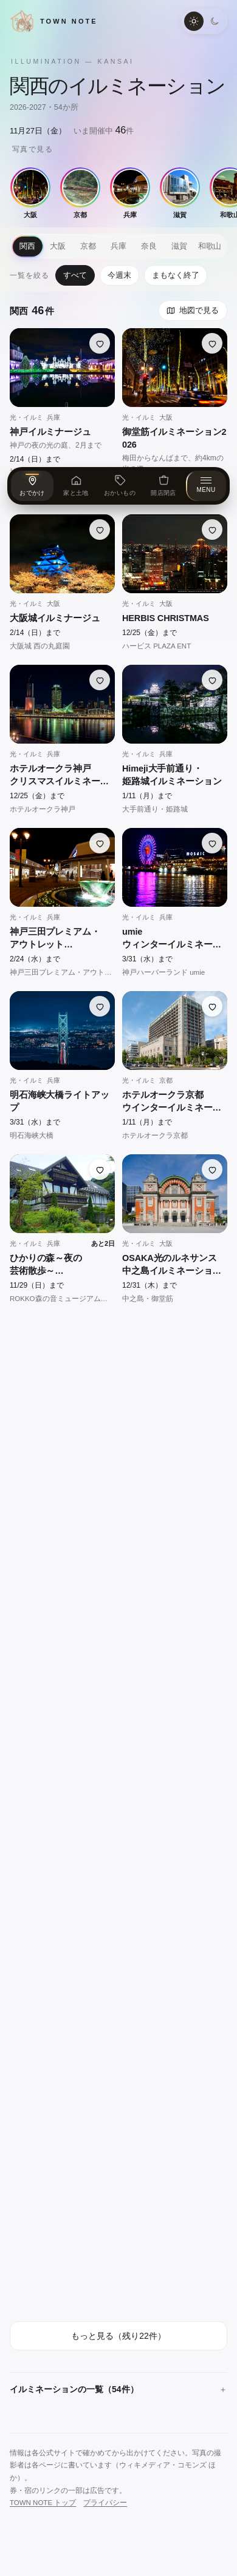 TOWN NOTE
ILLUMINATION — KANSAI
関西のイルミネーション
2026-2027・54か所
11月27日（金） いま開催中 46件
写真で見る
大阪 京都 兵庫 滋賀 和歌山
関西 大阪 京都 兵庫 奈良 滋賀 和歌山
一覧を絞る すべて 今週末 まもなく終了
関西 46件 地図で見る
光・イルミ 兵庫
神戸イルミナージュ
神戸の夜の光の庭、2月まで
2/14（日）まで
光・イルミ 大阪
御堂筋イルミネーション2
026
梅田からなんばまで、約4kmの
おでかけ 家と土地 おかいもの 開店閉店 MENU
光・イルミ 大阪
大阪城イルミナージュ
2/14（日）まで
大阪城 西の丸庭園
光・イルミ 大阪
HERBIS CHRISTMAS
12/25（金）まで
ハービス PLAZA ENT
光・イルミ 兵庫
ホテルオークラ神戸
クリスマスイルミネー…
12/25（金）まで
ホテルオークラ神戸
光・イルミ 兵庫
Himeji大手前通り・
姫路城イルミネーション
1/11（月）まで
大手前通り・姫路城
光・イルミ 兵庫
神戸三田プレミアム・
アウトレット…
2/24（水）まで
神戸三田プレミアム・アウト…
MOSAIC
光・イルミ 兵庫
umie
ウィンターイルミネー…
3/31（水）まで
神戸ハーバーランド umie
光・イルミ 兵庫
明石海峡大橋ライトアッ
プ
3/31（水）まで
明石海峡大橋
光・イルミ 京都
ホテルオークラ京都
ウインターイルミネー…
1/11（月）まで
ホテルオークラ京都
光・イルミ 兵庫 あと2日
ひかりの森～夜の
芸術散歩～…
11/29（日）まで
ROKKO森の音ミュージアム…
光・イルミ 大阪
OSAKA光のルネサンス
中之島イルミネーショ…
12/31（木）まで
中之島・御堂筋
もっと見る（残り22件）
イルミネーションの一覧（54件） +
情報は各公式サイトで確かめてから出かけてください。写真の撮
影者は各ページに書いています（ウィキメディア・コモンズ ほ
か）。
券・宿のリンクの一部は広告です。
TOWN NOTE トップ プライバシー